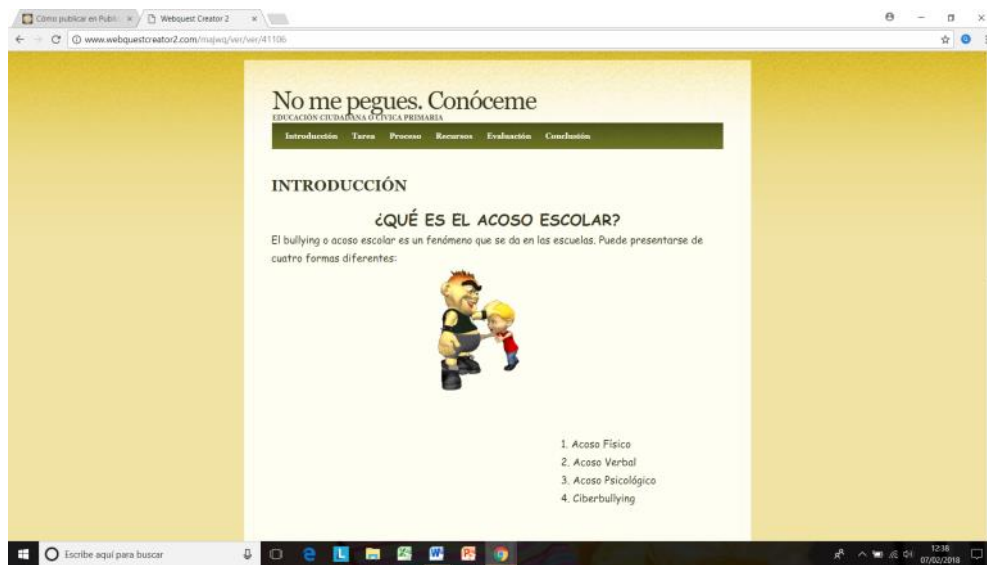 Cómo publicar en Publi
Webquest Creator 2
www.webquestcreator2.com/majwq/ver/ver/41106
No me pegues. Conóceme
EDUCACIÓN CIUDADANA O CÍVICA PRIMARIA
Introducción Tarea Proceso Recursos Evaluación Conclusión
INTRODUCCIÓN
¿QUÉ ES EL ACOSO ESCOLAR?
El bullying o acoso escolar es un fenómeno que se da en las escuelas. Puede presentarse de
cuatro formas diferentes:
1. Acoso Físico
2. Acoso Verbal
3. Acoso Psicológico
4. Ciberbullying
Escribe aquí para buscar
12:36
07/02/2018